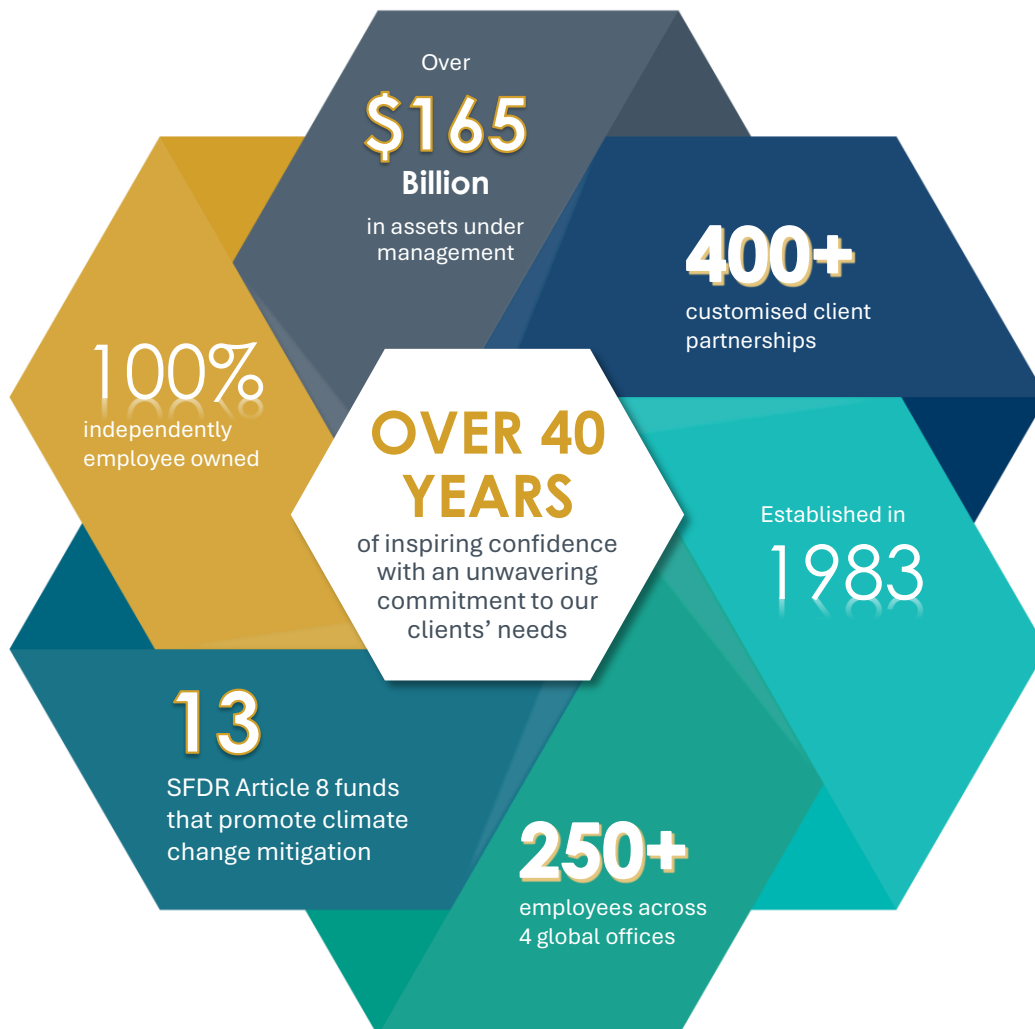 Over
$165
Billion
in assets under
management
400+
customised client
partnerships
100%
independently
employee owned
OVER 40
YEARS
of inspiring confidence
with an unwavering
commitment to our
clients’ needs
Established in
1983
13
SFDR Article 8 funds
that promote climate
change mitigation
250+
employees across
4 global offices